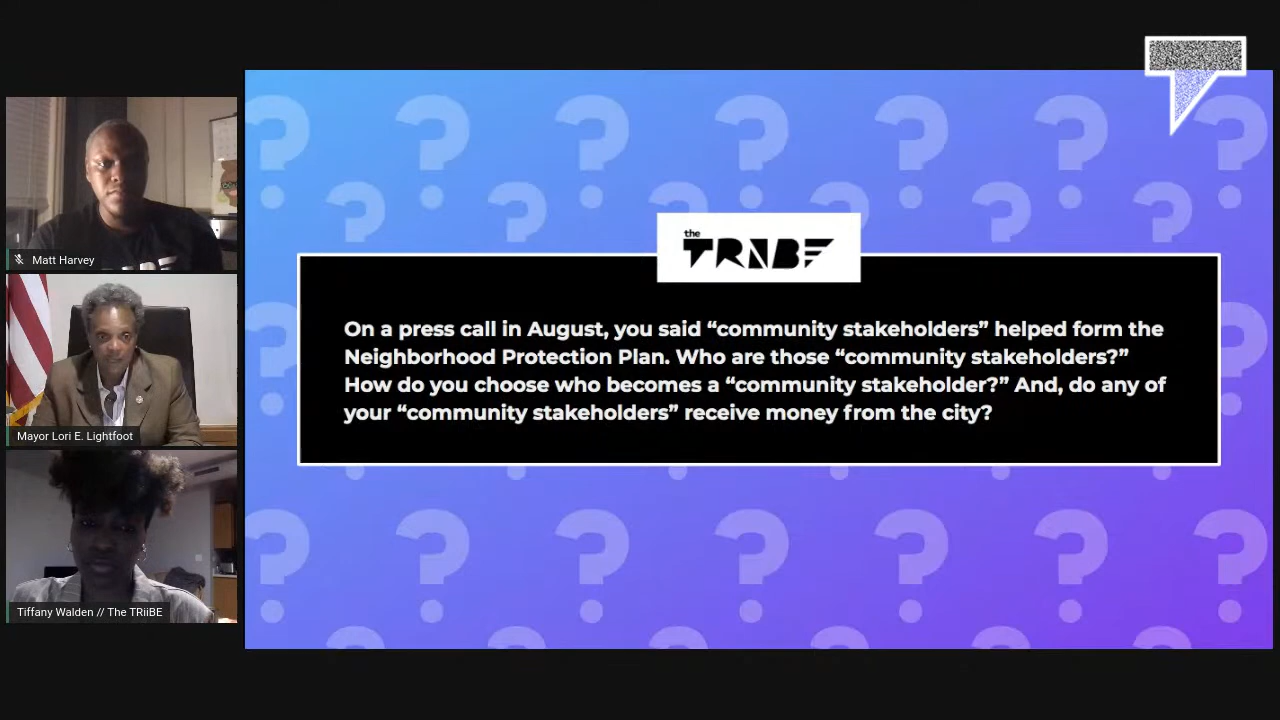 Matt Harvey
Mayor Lori E. Lightfoot
Tiffany Walden // The TRiiBE
the
TRiiBE
On a press call in August, you said “community stakeholders” helped form the
Neighborhood Protection Plan. Who are those “community stakeholders?”
How do you choose who becomes a “community stakeholder?” And, do any of
your “community stakeholders” receive money from the city?